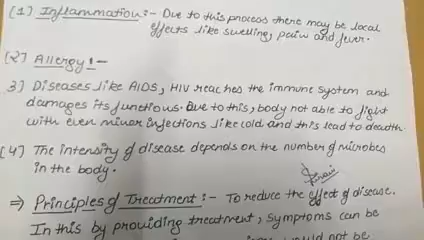 [1] Inflammation :- Due to this process there may be local
effects like swelling, pain and fever.
[2] Allergy :-
3] Diseases like AIDS, HIV reaches the immune system and
damages its functions. Due to this, body not able to fight
with even minor infections like cold and this lead to death.
[4] The intensity of disease depends on the number of microbes
in the body.
⇒ Principles of Treatment :- To reduce the effect of disease.
In this by providing treatment, symptoms can be
could not be